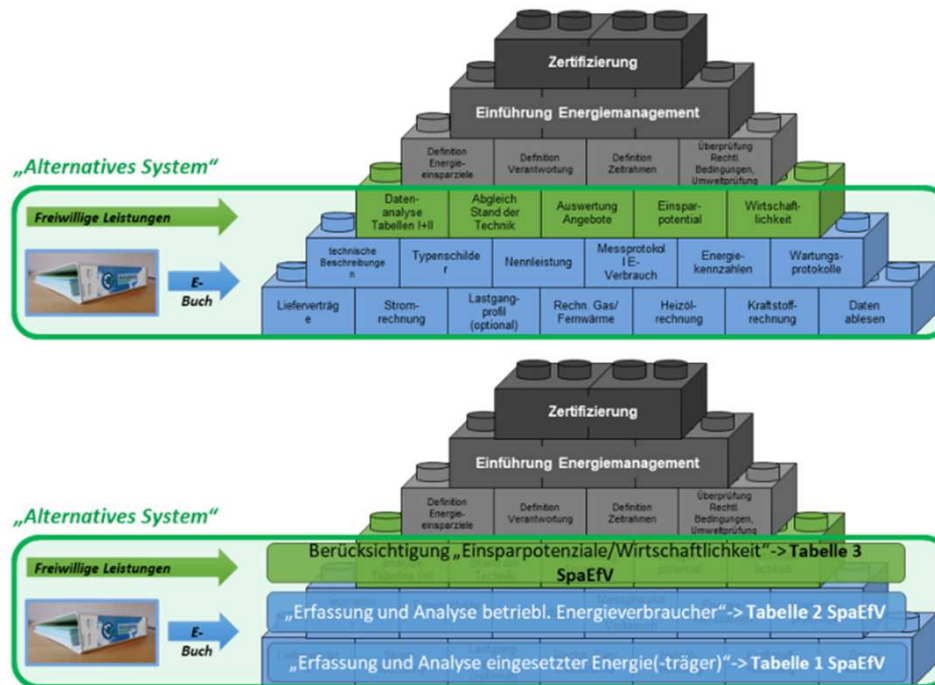 Zertifizierung
Einführung Energiemanagement
Definition
Energie-
einsparziele
Definition
Verantwortung
Definition
Zeitrahmen
Überprüfung
Rechtl.
Bedingungen,
Umweltprüfung
„Alternatives System“
Freiwillige Leistungen
Daten-
analyse
Tabellen I+II
Abgleich
Stand der
Technik
Auswertung
Angebote
Einspar-
potential
Wirtschaft-
lichkeit
E-
Buch
technische
Beschreibunge
n
Typenschilde
r
Nennleistung
Messprotokol
l E-
Verbrauch
Energie-
kennzahlen
Wartungs-
protokolle
Lieferverträg
e
Strom-
rechnung
Lastgang-
profil
(optional)
Rechn. Gas/
Fernwärme
Heizöl-
rechnung
Kraftstoff-
rechnung
Daten
ablesen
Zertifizierung
Einführung Energiemanagement
Definition
Energie-
einsparziele
Definition
Verantwortung
Definition
Zeitrahmen
Überprüfung
Rechtl.
Bedingungen,
Umweltprüfung
„Alternatives System“
Freiwillige Leistungen
Berücksichtigung „Einsparpotenziale/Wirtschaftlichkeit“-> Tabelle 3
SpaEfV
E-
Buch
„Erfassung und Analyse betriebl. Energieverbraucher“-> Tabelle 2 SpaEfV
„Erfassung und Analyse eingesetzter Energie(-träger)“-> Tabelle 1 SpaEfV